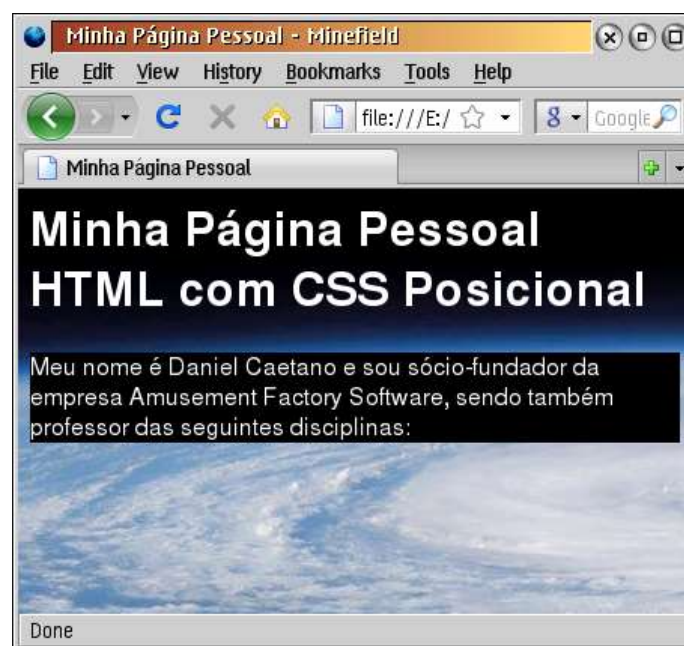 Minha Página Pessoal - Minefield
File Edit View History Bookmarks Tools Help
file:///E:/ Google
Minha Página Pessoal
Minha Página Pessoal
HTML com CSS Posicional
Meu nome é Daniel Caetano e sou sócio-fundador da
empresa Amusement Factory Software, sendo também
professor das seguintes disciplinas:
Done